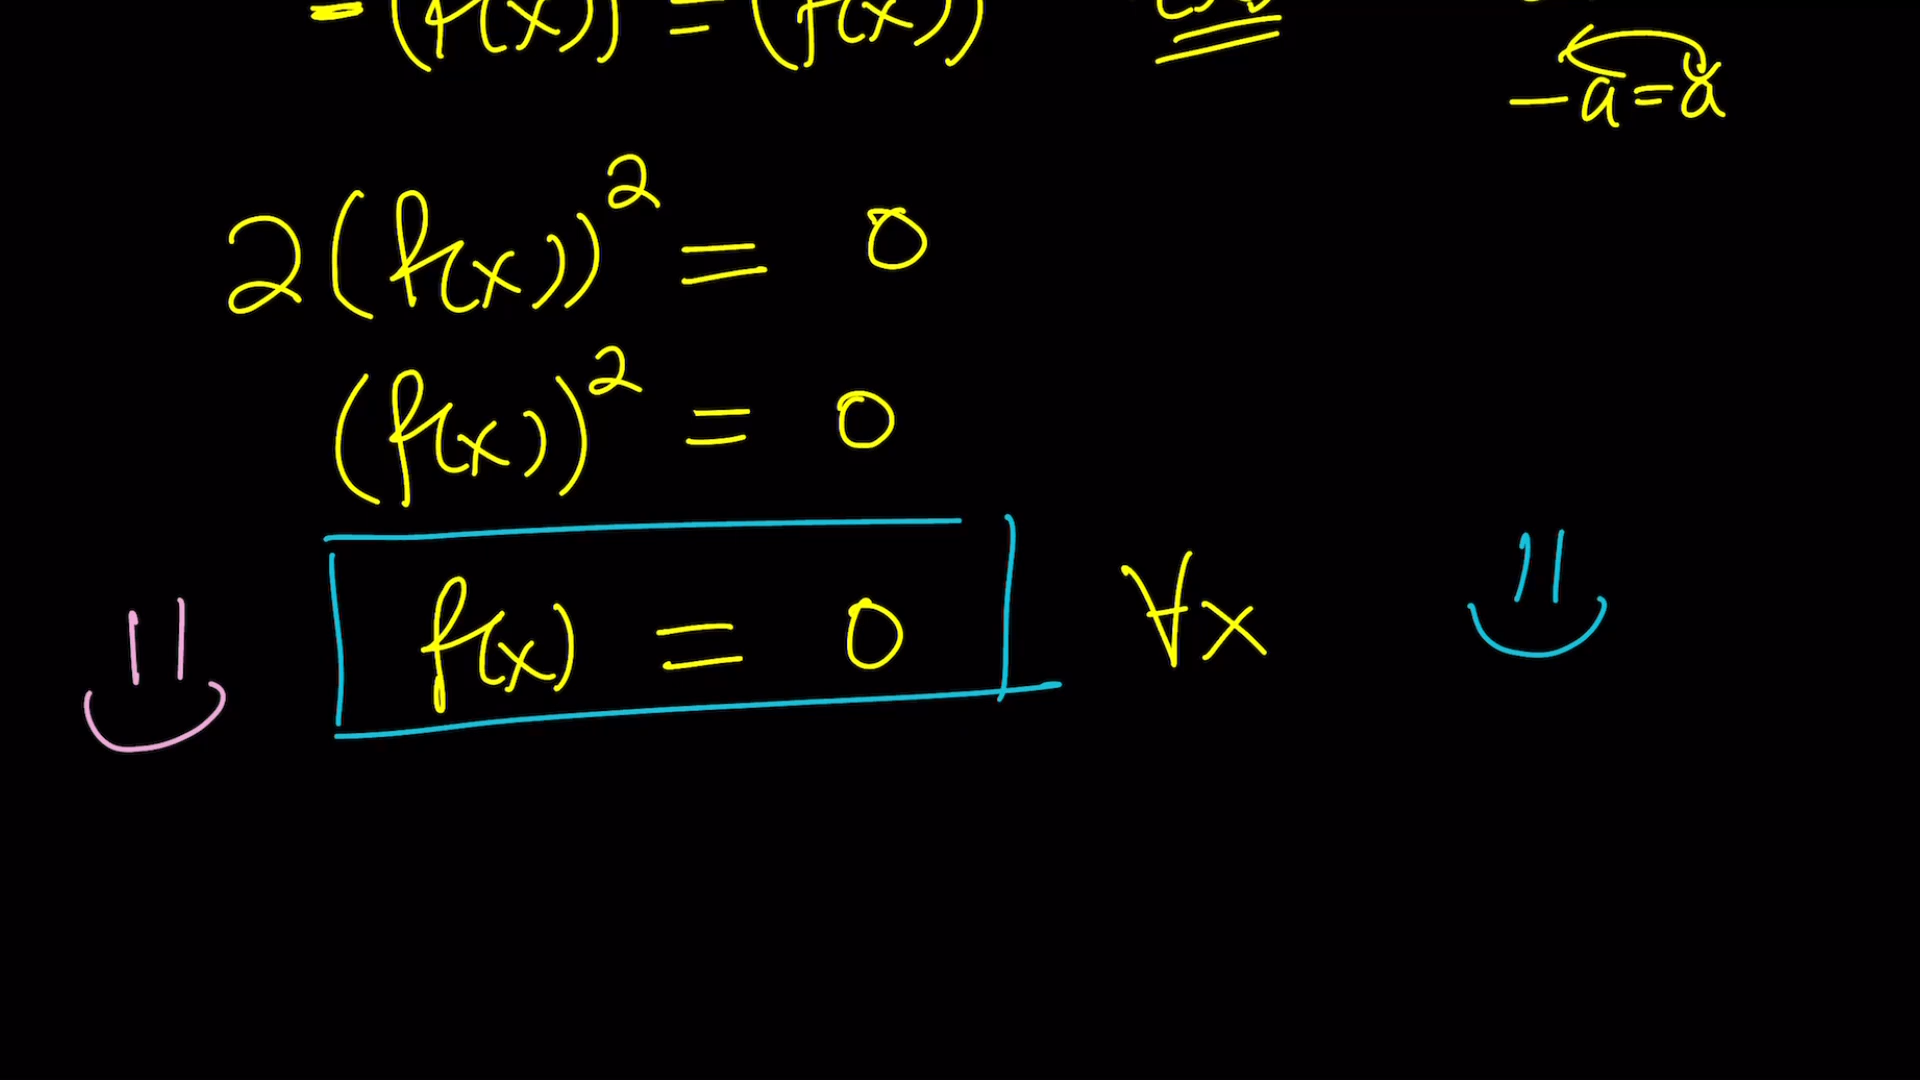 -(f(x)) = (f(x))
-a=a
2(f(x))² = 0
(f(x))² = 0
f(x) = 0 ∀x